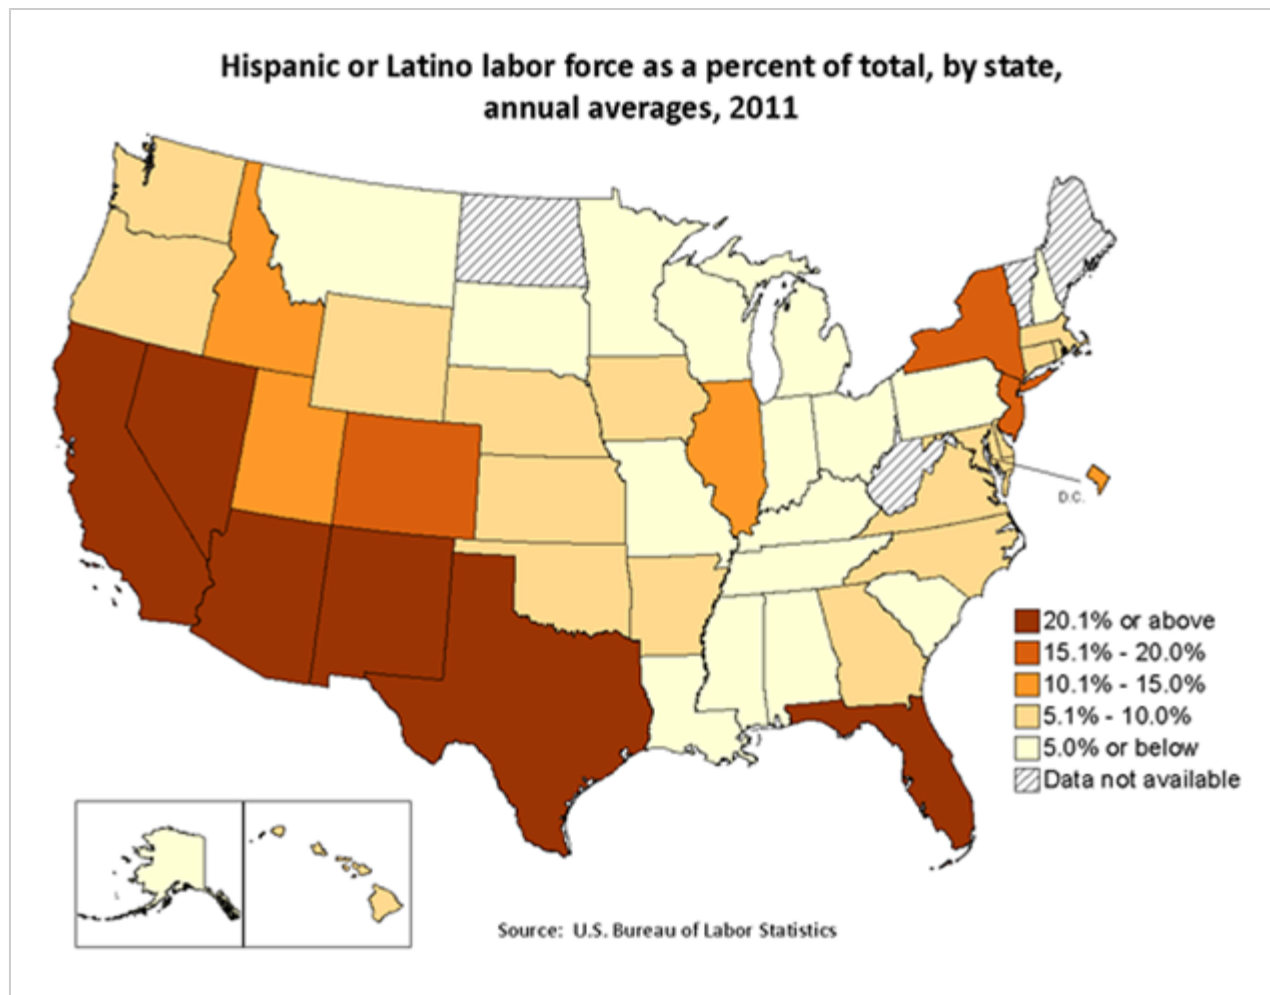 Hispanic or Latino labor force as a percent of total, by state,
annual averages, 2011
D.C.
20.1% or above
15.1% - 20.0%
10.1% - 15.0%
5.1% - 10.0%
5.0% or below
Data not available
Source:  U.S. Bureau of Labor Statistics